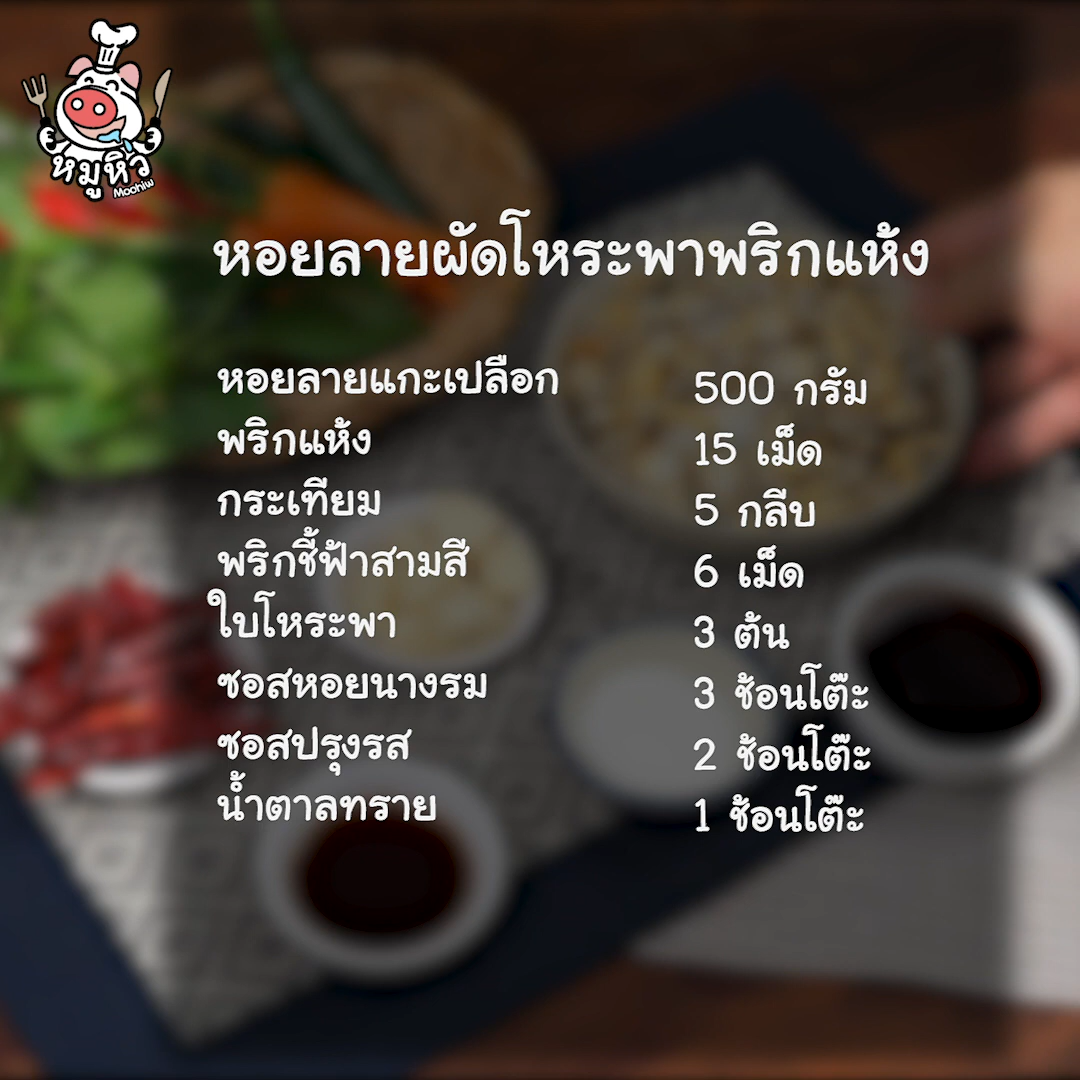 หมูหิว
Moohiw
หอยลายผัดโหระพาพริกแห้ง
หอยลายแกะเปลือก 500 กรัม
พริกแห้ง 15 เม็ด
กระเทียม 5 กลีบ
พริกชี้ฟ้าสามสี 6 เม็ด
ใบโหระพา 3 ต้น
ซอสหอยนางรม 3 ช้อนโต๊ะ
ซอสปรุงรส 2 ช้อนโต๊ะ
น้ำตาลทราย 1 ช้อนโต๊ะ